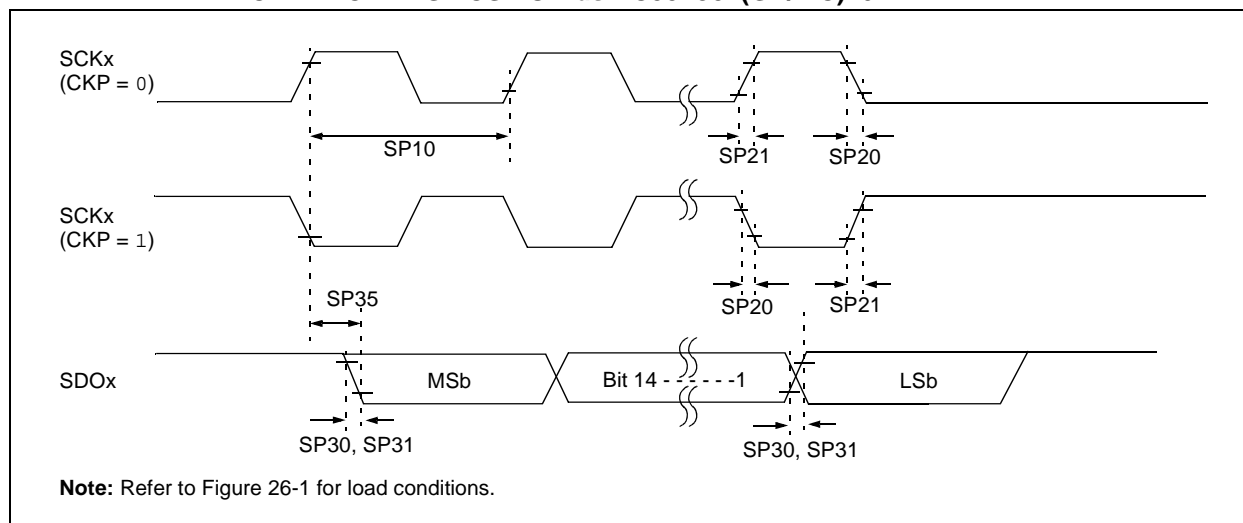 SCKx
(CKP = 0)
SP10
SP21
SP20
SCKx
(CKP = 1)
SP35
SP20
SP21
SDOx
MSb
Bit 14 - - - - - -1
LSb
SP30, SP31
SP30, SP31
Note: Refer to Figure 26-1 for load conditions.